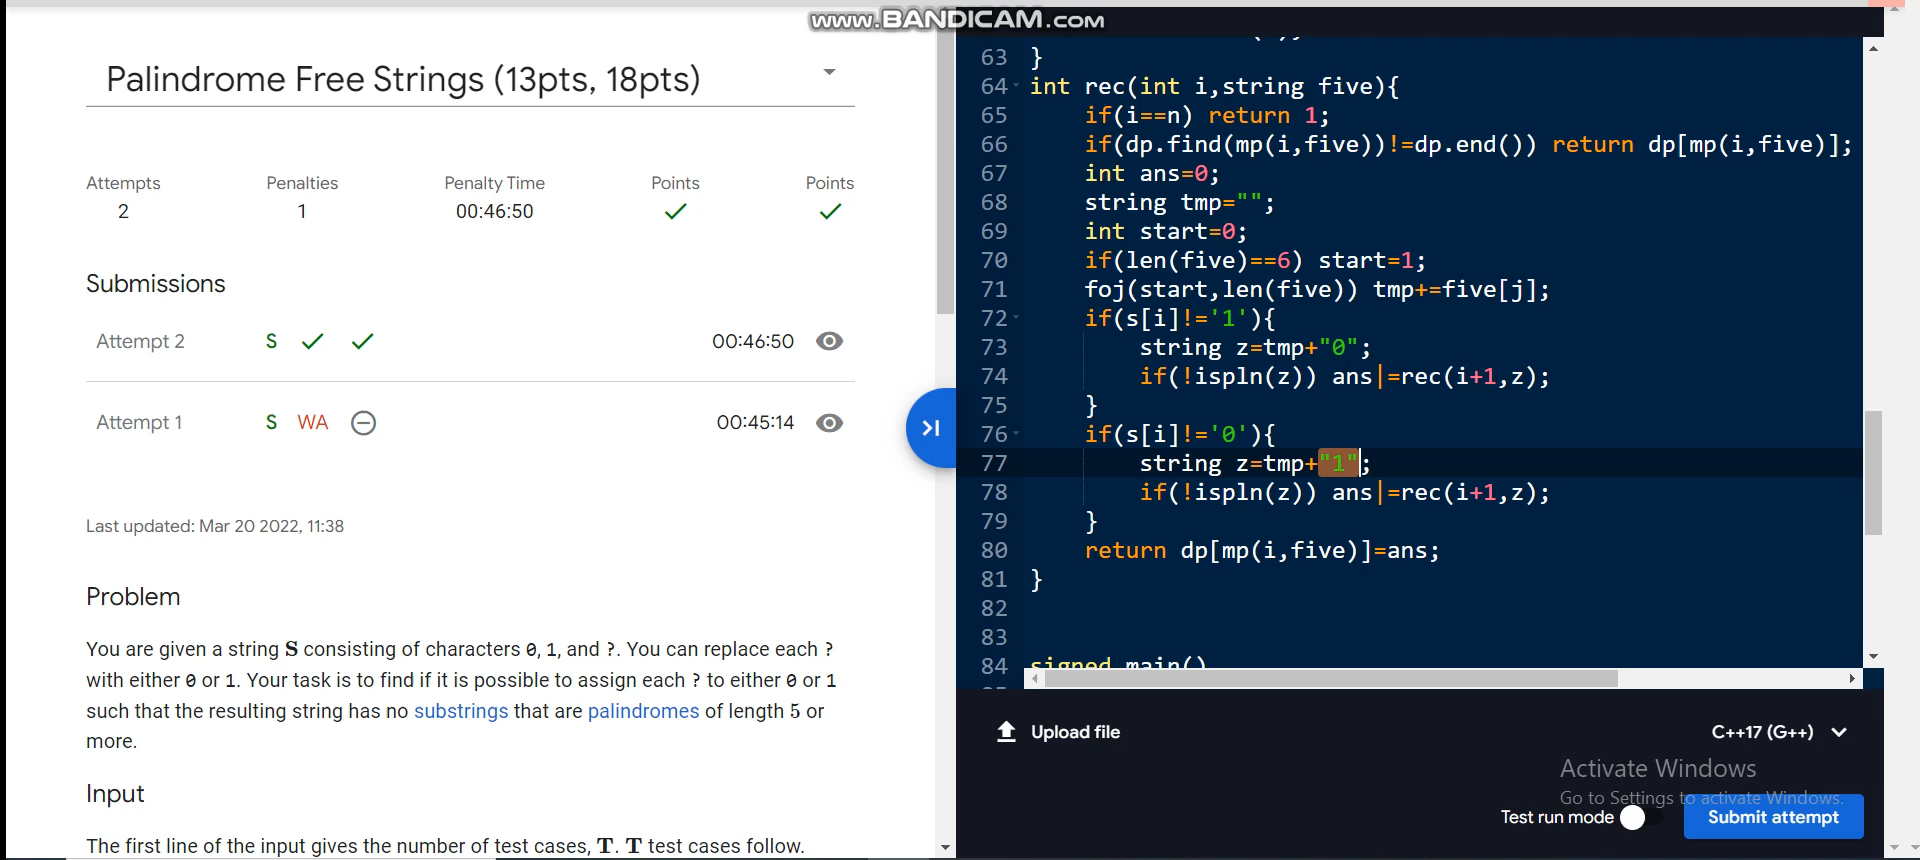 www.BANDICAM.com
Palindrome Free Strings (13pts, 18pts)
Attempts Penalties Penalty Time Points Points
2 1 00:46:50
Submissions
Attempt 2 S 00:46:50
Attempt 1 S WA 00:45:14
Last updated: Mar 20 2022, 11:38
Problem
You are given a string S consisting of characters 0, 1, and ?. You can replace each ?
with either 0 or 1. Your task is to find if it is possible to assign each ? to either 0 or 1
such that the resulting string has no substrings that are palindromes of length 5 or
more.
Input
The first line of the input gives the number of test cases, T. T test cases follow.
63 }
64 int rec(int i,string five){
65 if(i==n) return 1;
66 if(dp.find(mp(i,five))!=dp.end()) return dp[mp(i,five)];
67 int ans=0;
68 string tmp="";
69 int start=0;
70 if(len(five)==6) start=1;
71 foj(start,len(five)) tmp+=five[j];
72 if(s[i]!='1'){
73 string z=tmp+"0";
74 if(!ispln(z)) ans|=rec(i+1,z);
75 }
76 if(s[i]!='0'){
77 string z=tmp+"1";
78 if(!ispln(z)) ans|=rec(i+1,z);
79 }
80 return dp[mp(i,five)]=ans;
81 }
82
83
84 signed main()
Upload file
C++17 (G++)
Activate Windows
Go to Settings to activate Windows.
Test run mode
Submit attempt